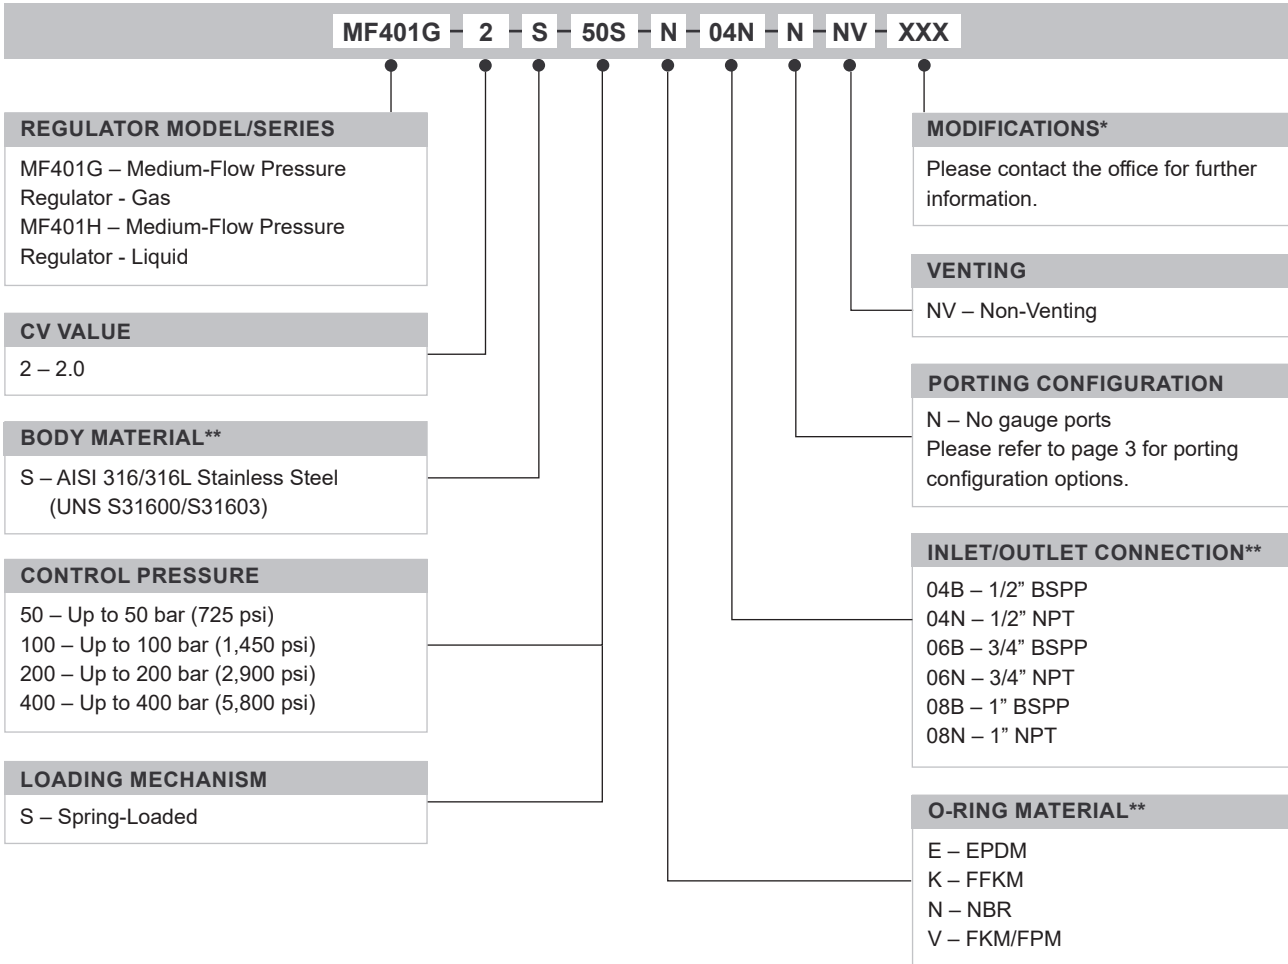 MF401G 2 S 50S N 04N N NV XXX
REGULATOR MODEL/SERIES
MF401G – Medium-Flow Pressure
Regulator - Gas
MF401H – Medium-Flow Pressure
Regulator - Liquid
CV VALUE
2 – 2.0
BODY MATERIAL**
S – AISI 316/316L Stainless Steel
(UNS S31600/S31603)
CONTROL PRESSURE
50 – Up to 50 bar (725 psi)
100 – Up to 100 bar (1,450 psi)
200 – Up to 200 bar (2,900 psi)
400 – Up to 400 bar (5,800 psi)
LOADING MECHANISM
S – Spring-Loaded
MODIFICATIONS*
Please contact the office for further
information.
VENTING
NV – Non-Venting
PORTING CONFIGURATION
N – No gauge ports
Please refer to page 3 for porting
configuration options.
INLET/OUTLET CONNECTION**
04B – 1/2” BSPP
04N – 1/2” NPT
06B – 3/4” BSPP
06N – 3/4” NPT
08B – 1” BSPP
08N – 1” NPT
O-RING MATERIAL**
E – EPDM
K – FFKM
N – NBR
V – FKM/FPM